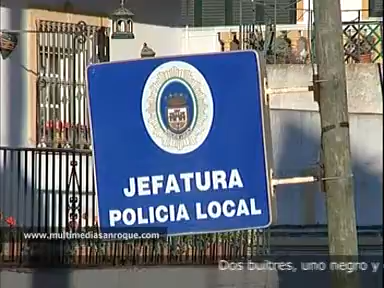 JEFATURA
POLICIA LOCAL
www.multimediasanroque.com
Dos buitres, uno negro y